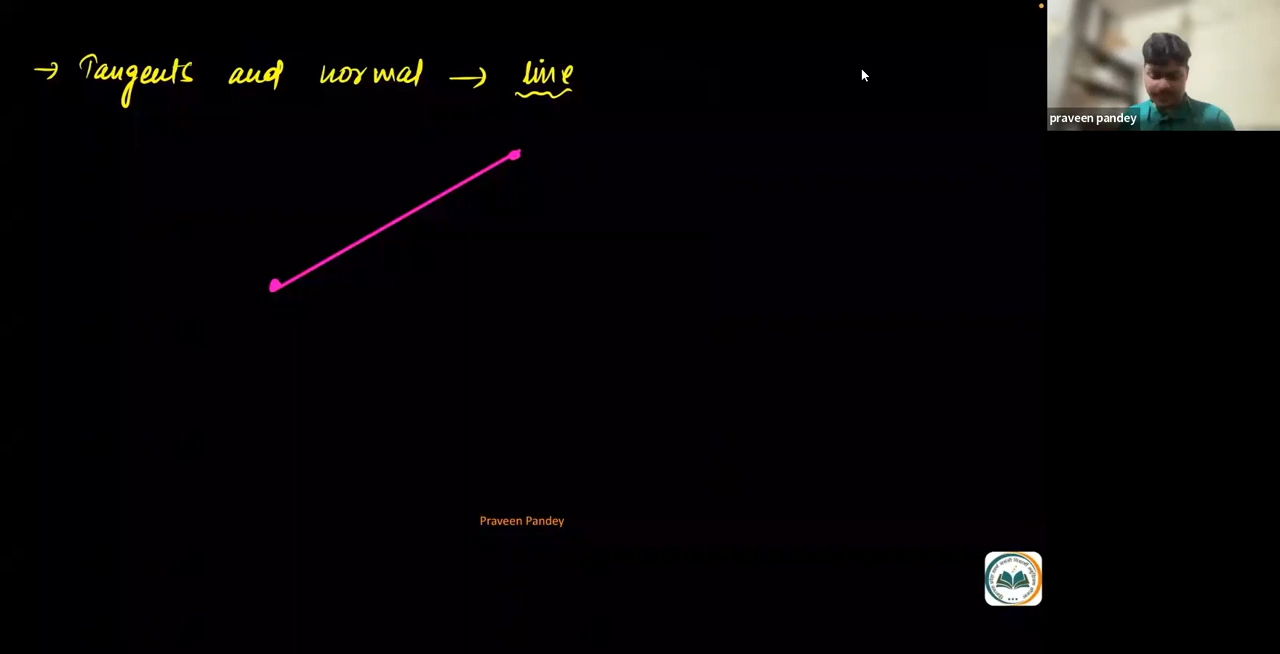 → Tangents and normal → line
praveen pandey
Praveen Pandey